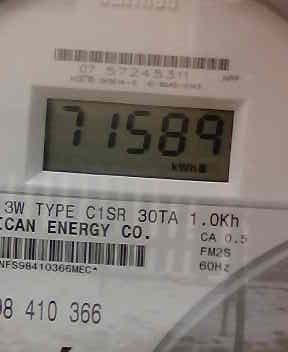 07 57245311
71589
kWh
3W TYPE C1SR 30TA 1.0Kh
ICAN ENERGY CO.
CA 0.5
FM2S
60Hz
NFS98410366MEC*
98 410 366